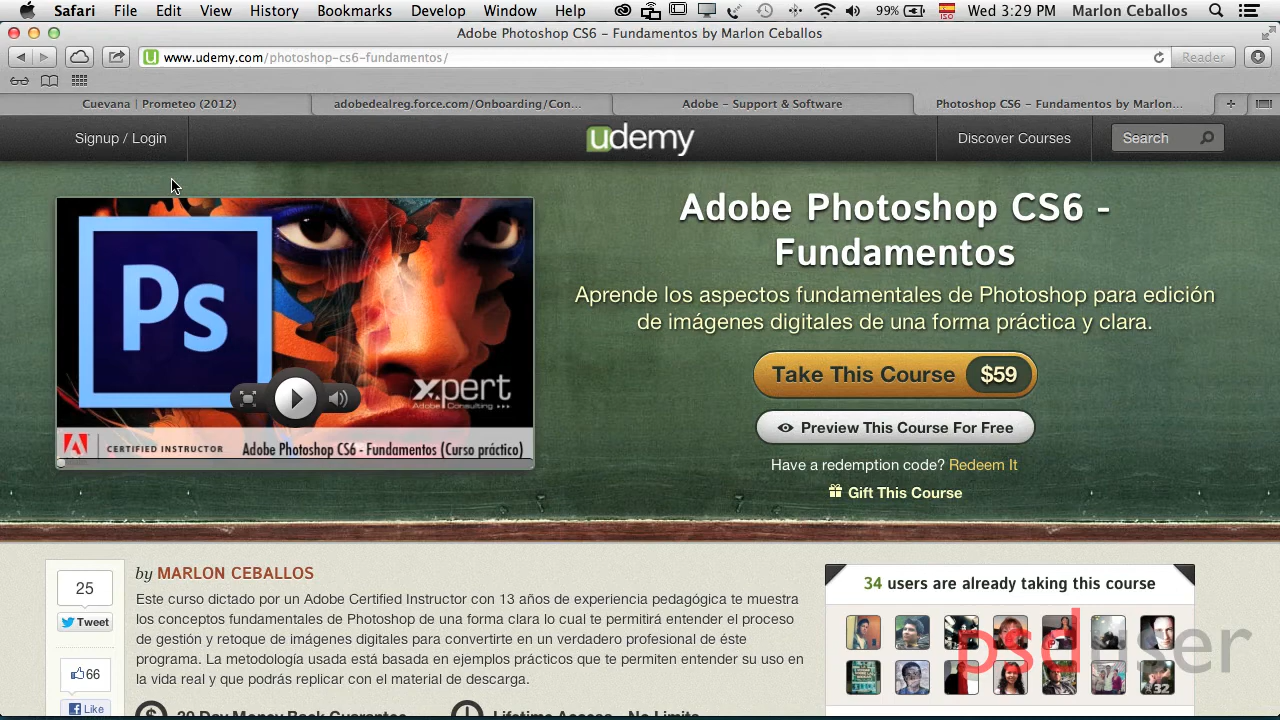 Safari File Edit View History Bookmarks Develop Window Help 99% ISO Wed 3:29 PM Marlon Ceballos
Adobe Photoshop CS6 – Fundamentos by Marlon Ceballos
www.udemy.com/photoshop-cs6-fundamentos/ Reader
Cuevana | Prometeo (2012) adobedealreg.force.com/Onboarding/Con... Adobe – Support & Software Photoshop CS6 – Fundamentos by Marlon... +
Signup / Login udemy Discover Courses Search
Adobe Photoshop CS6 -
Fundamentos
Aprende los aspectos fundamentales de Photoshop para edición
de imágenes digitales de una forma práctica y clara.
Ps
Take This Course $59
xpert
Adobe Consulting
Preview This Course For Free
CERTIFIED INSTRUCTOR Adobe Photoshop CS6 - Fundamentos (Curso práctico)
Have a redemption code? Redeem It
Gift This Course
by MARLON CEBALLOS
34 users are already taking this course
25
Tweet
66
Like
Este curso dictado por un Adobe Certified Instructor con 13 años de experiencia pedagógica te muestra
los conceptos fundamentales de Photoshop de una forma clara lo cual te permitirá entender el proceso
de gestión y retoque de imágenes digitales para convertirte en un verdadero profesional de éste
programa. La metodología usada está basada en ejemplos prácticos que te permiten entender su uso en
la vida real y que podrás replicar con el material de descarga.
30 Day Money Back Guarantee Lifetime Access - No Limits
psduser
32